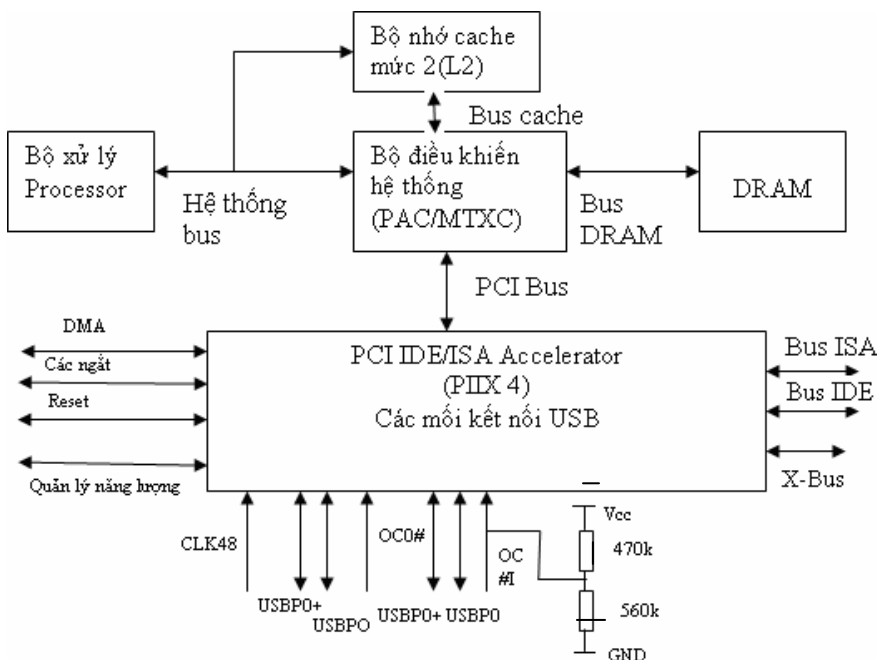 Bộ nhớ cache
mức 2(L2)
Bus cache
Bộ xử lý
Processor
Hệ thống
bus
Bộ điều khiến
hệ thống
(PAC/MTXC)
Bus
DRAM
DRAM
PCI Bus
DMA
Các ngắt
Reset
Quản lý năng lượng
PCI IDE/ISA Accelerator
(PIIX 4)
Các mối kết nối USB
Bus ISA
Bus IDE
X-Bus
CLK48
USBP0+
USBPO
OC0#
USBP0+ USBP0
OC
#I
Vcc
470k
560k
GND